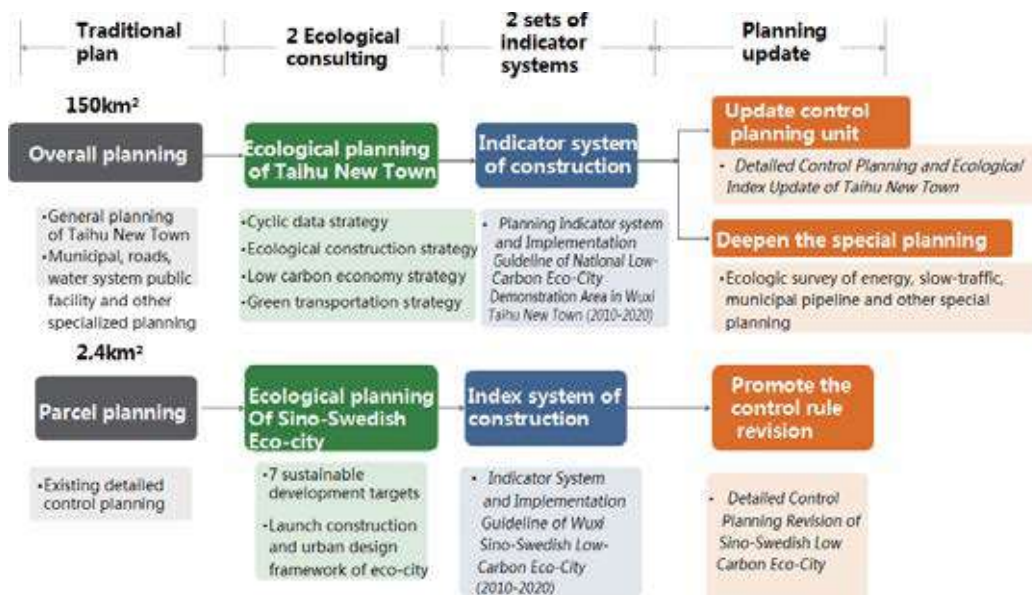 Traditional
plan
2 Ecological
consulting
2 sets of
indicator
systems
Planning
update
150km²
Overall planning
Ecological planning
of Taihu New Town
Indicator system
of construction
Update control
planning unit
• Detailed Control Planning and Ecological
Index Update of Taihu New Town
•General planning
of Taihu New Town
•Municipal, roads,
water system public
facility and other
specialized planning
•Cyclic data strategy
•Ecological construction strategy
•Low carbon economy strategy
•Green transportation strategy
• Planning Indicator system
and Implementation
Guideline of National Low-
Carbon Eco-City
Demonstration Area in Wuxi
Taihu New Town (2010-2020)
Deepen the special planning
•Ecologic survey of energy, slow-traffic,
municipal pipeline and other special
planning
2.4km²
Parcel planning
Ecological planning
Of Sino-Swedish
Eco-city
Index system of
construction
Promote the
control rule
revision
•Existing detailed
control planning
•7 sustainable
development targets
•Launch construction
and urban design
framework of eco-city
• Indicator System
and Implementation
Guideline of Wuxi
Sino-Swedish Low-
Carbon Eco-City
(2010-2020)
• Detailed Control
Planning Revision of
Sino-Swedish Low
Carbon Eco-City